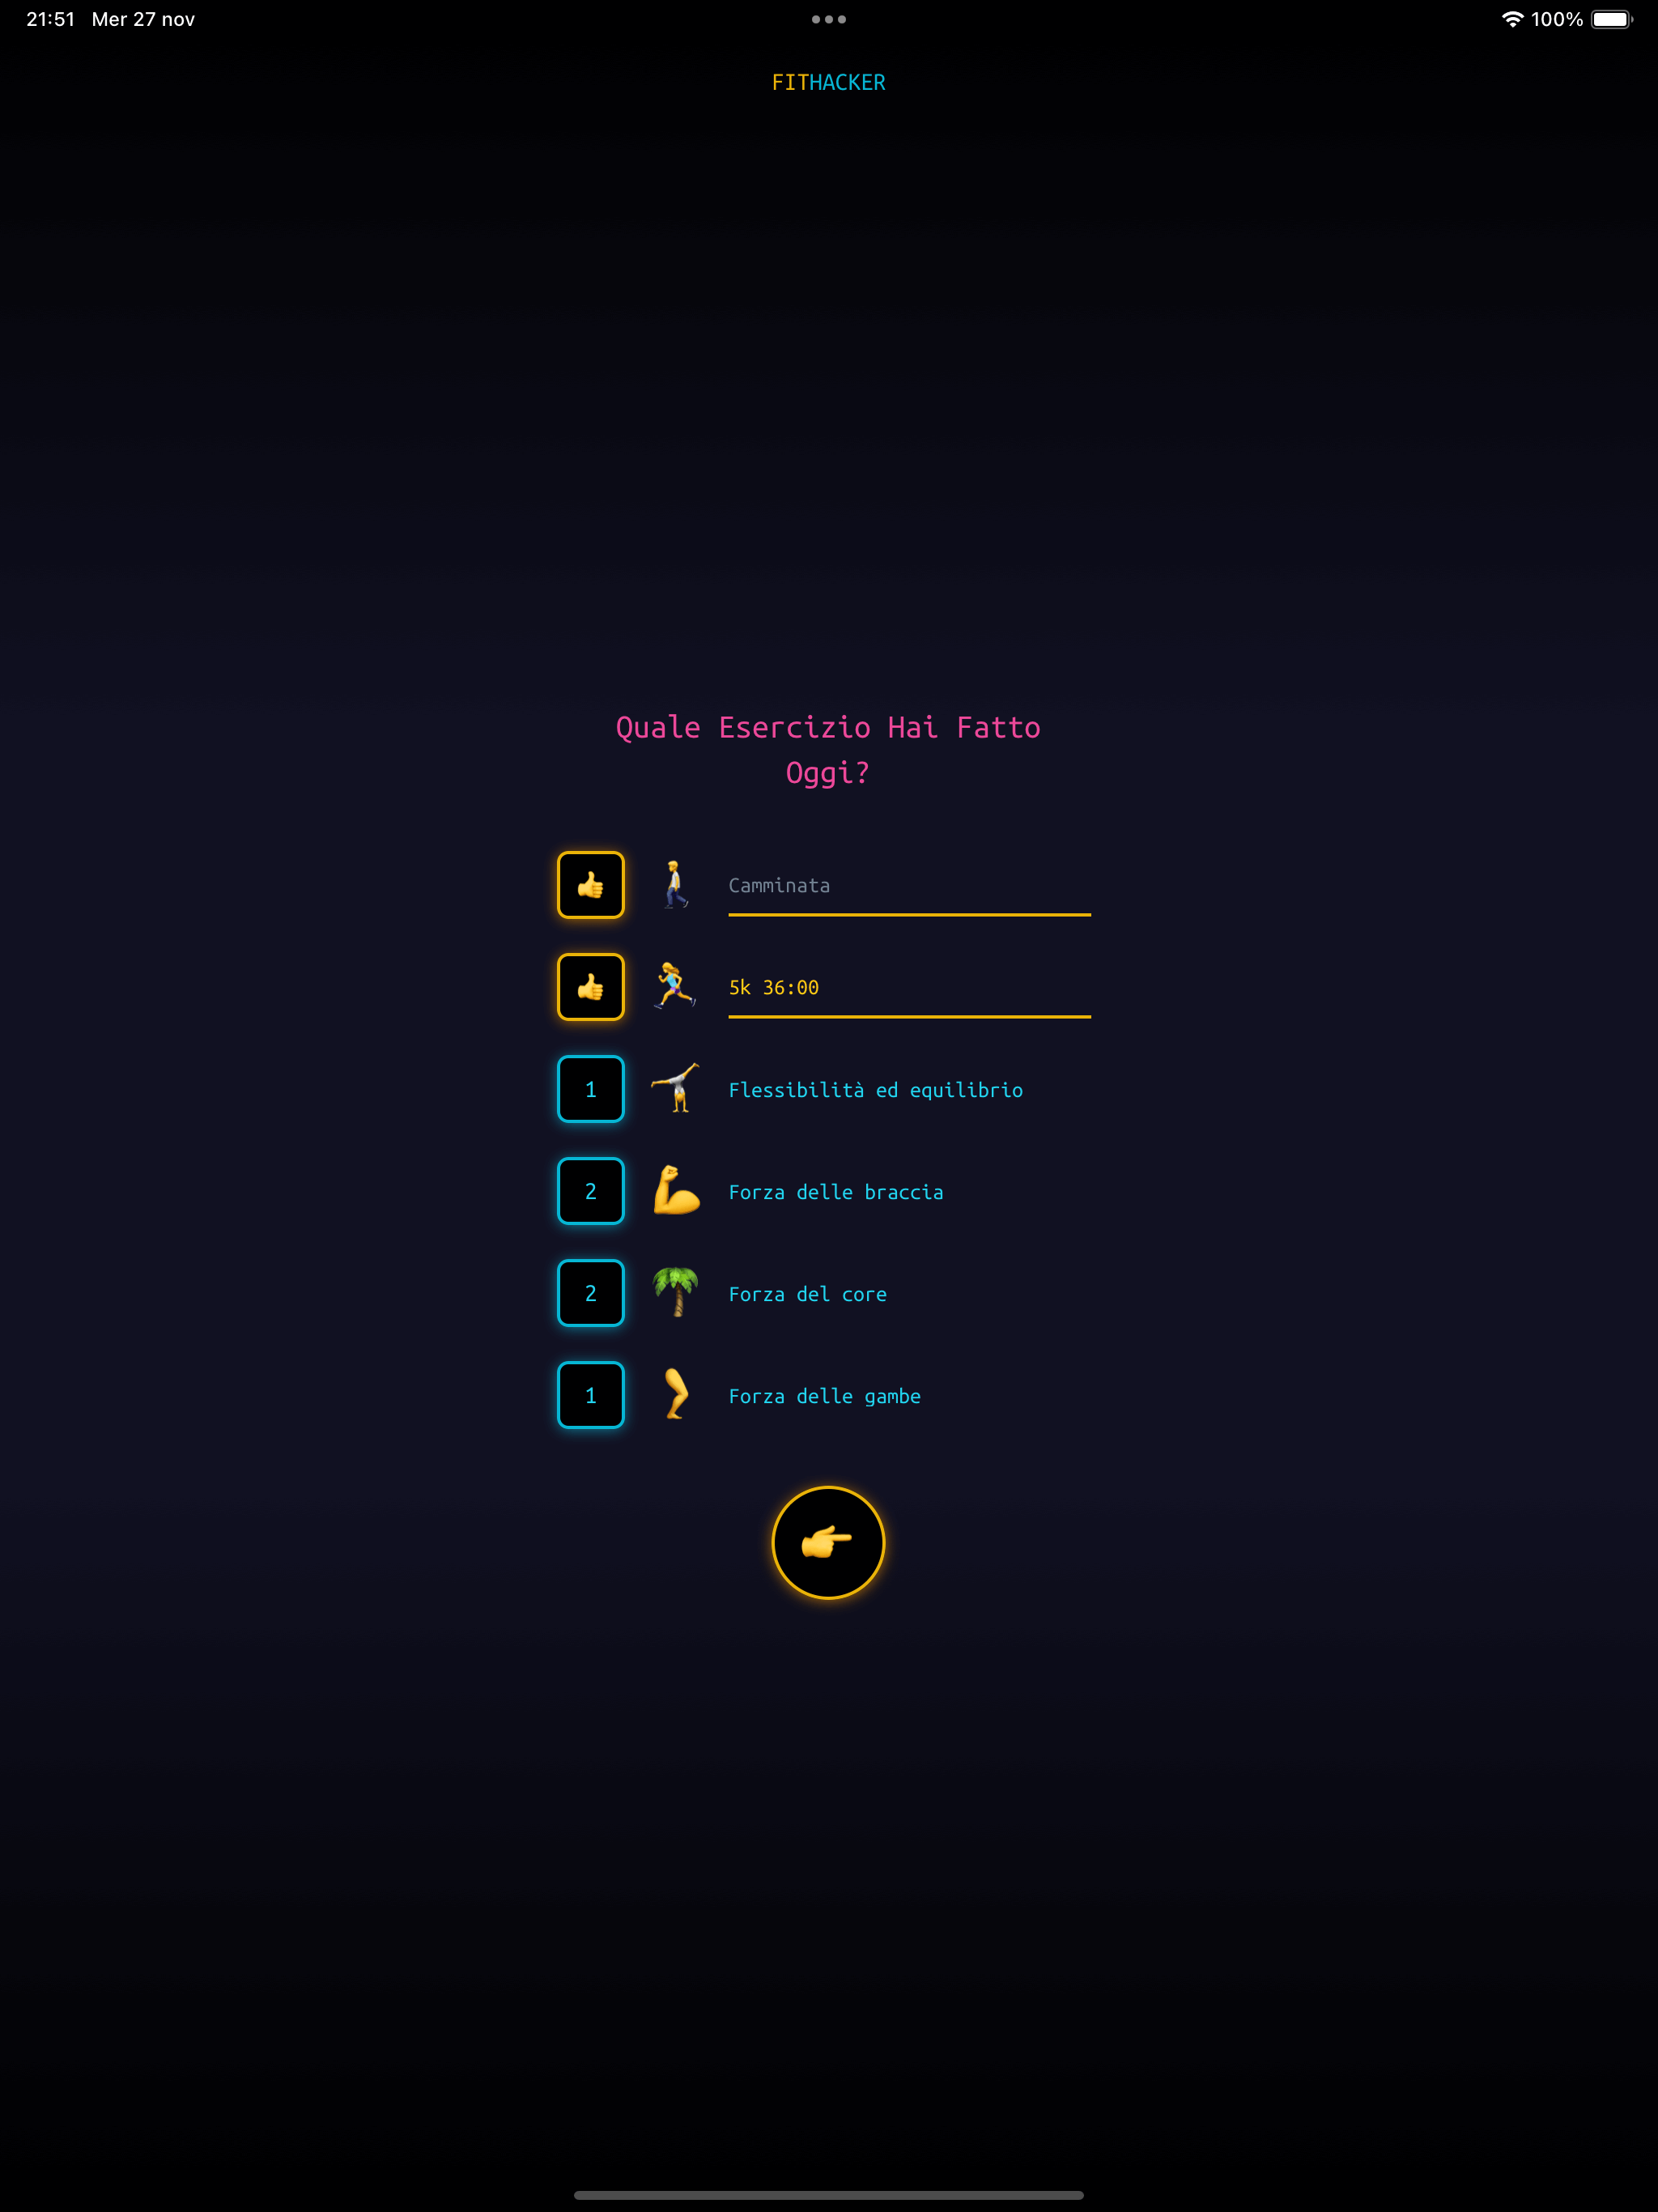 21:51 Mer 27 nov
100%
FITHACKER
Quale Esercizio Hai Fatto
Oggi?
Camminata
5k 36:00
1 Flessibilità ed equilibrio
2 Forza delle braccia
2 Forza del core
1 Forza delle gambe